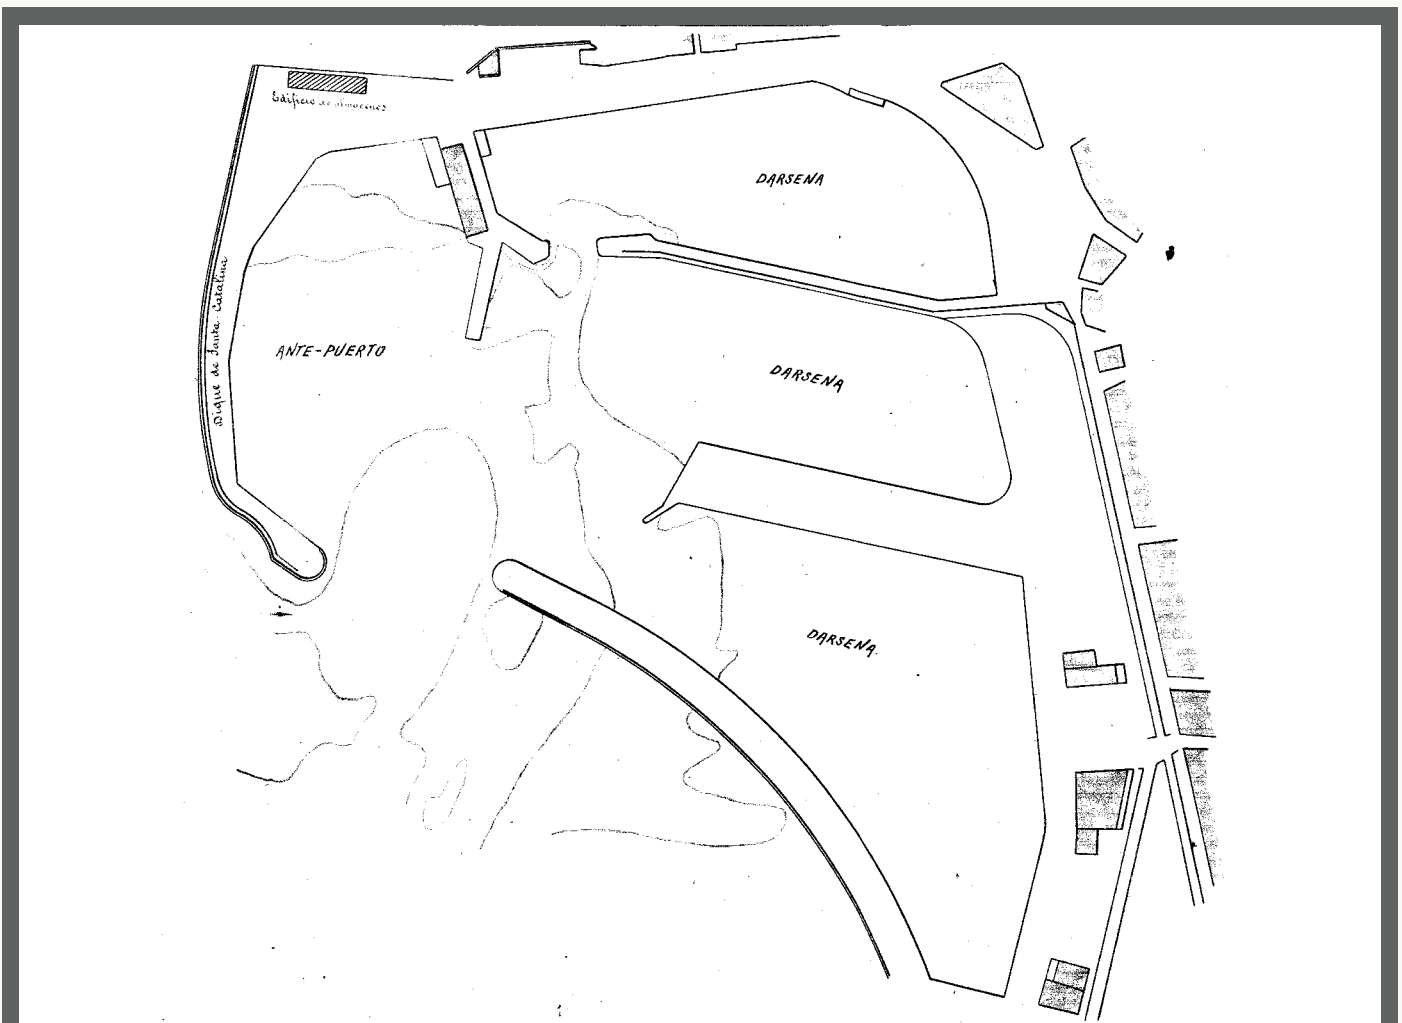 Edificio de almacenes
DARSENA
Dique de Santa Catalina
ANTE-PUERTO
DARSENA
DARSENA.